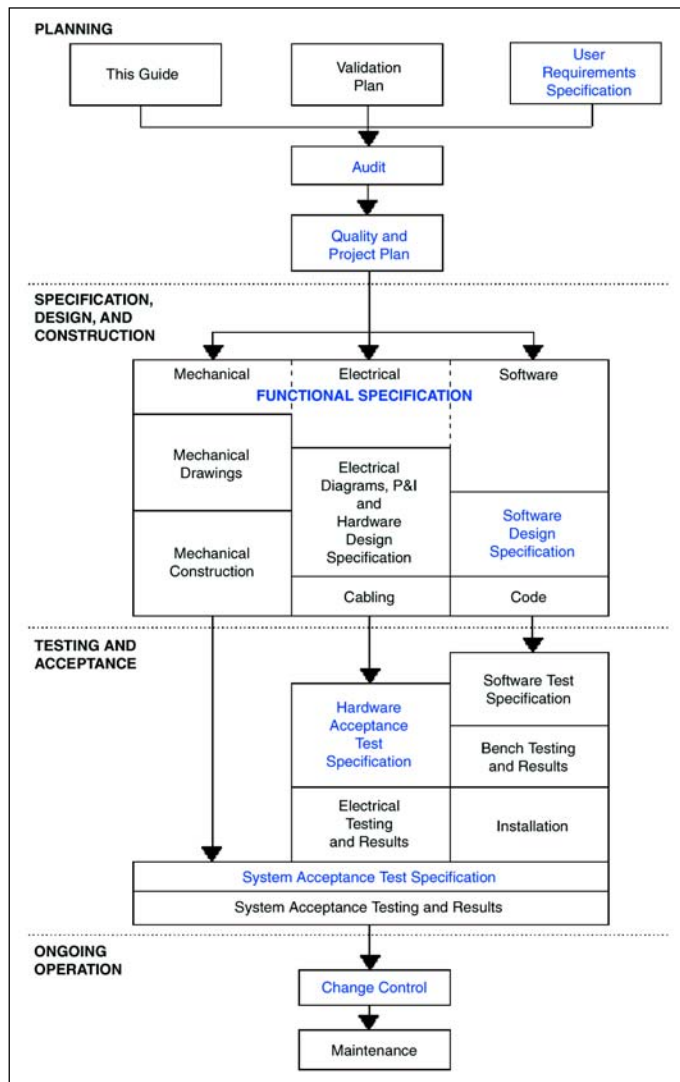 PLANNING
This Guide
Validation
Plan
User
Requirements
Specification
Audit
Quality and
Project Plan
SPECIFICATION,
DESIGN, AND
CONSTRUCTION
Mechanical
Electrical
Software
FUNCTIONAL SPECIFICATION
Mechanical
Drawings
Mechanical
Construction
Electrical
Diagrams, P&I
and
Hardware
Design
Specification
Cabling
Software
Design
Specification
Code
TESTING AND
ACCEPTANCE
Hardware
Acceptance
Test
Specification
Electrical
Testing
and Results
Software Test
Specification
Bench Testing
and Results
Installation
System Acceptance Test Specification
System Acceptance Testing and Results
ONGOING
OPERATION
Change Control
Maintenance